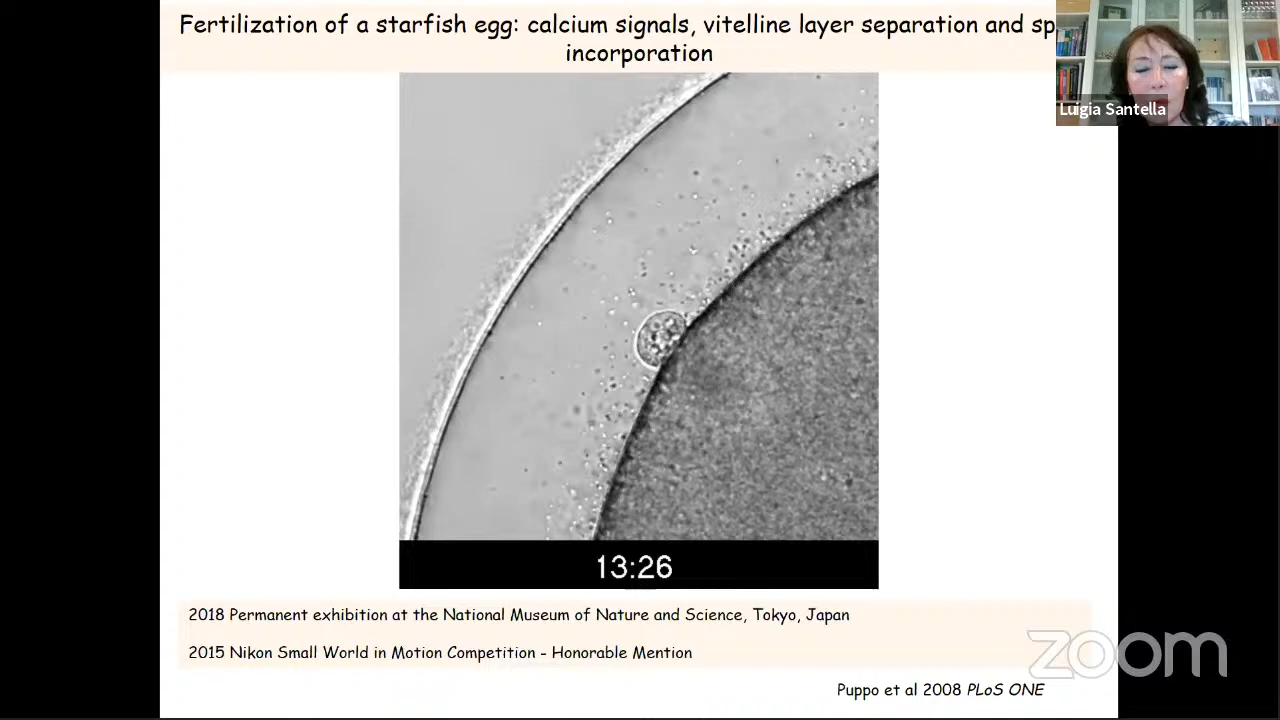 Fertilization of a starfish egg: calcium signals, vitelline layer separation and sp
incorporation
Luigia Santella
13:26
2018 Permanent exhibition at the National Museum of Nature and Science, Tokyo, Japan
2015 Nikon Small World in Motion Competition - Honorable Mention
zoom
Puppo et al 2008 PLoS ONE